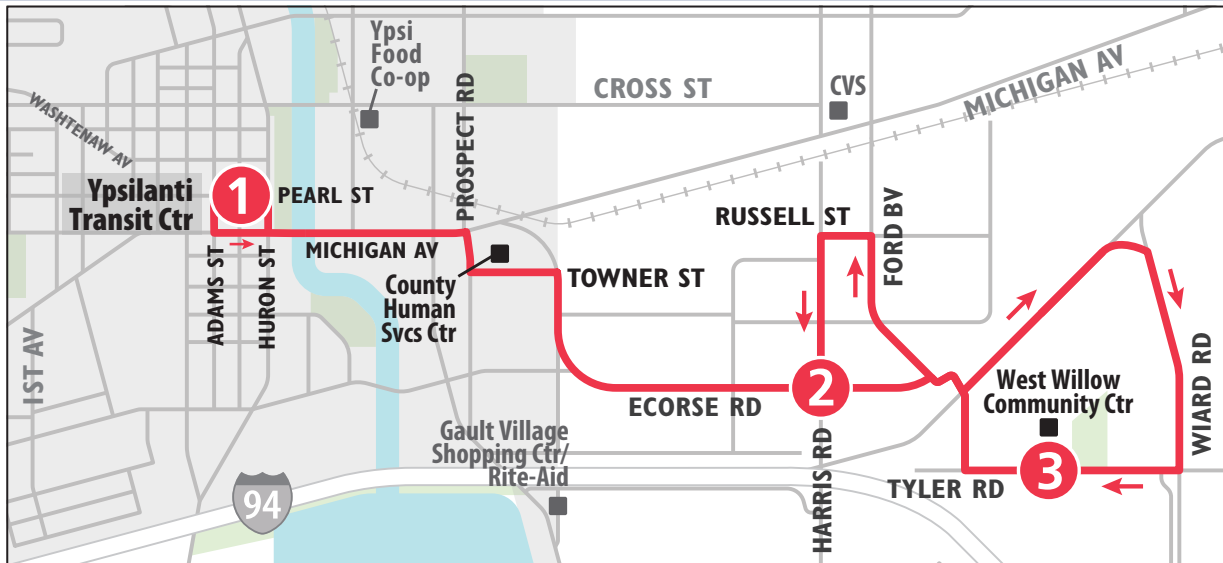 Ypsi
Food
Co-op
PROSPECT RD
CROSS ST
CVS
MICHIGAN AV
WASHTENAW AV
Ypsilanti
Transit Ctr
1
PEARL ST
RUSSELL ST
FORD BV
MICHIGAN AV
ADAMS ST
HURON ST
County
Human
Svcs Ctr
TOWNER ST
1ST AV
2
ECORSE RD
West Willow
Community Ctr
WIARD RD
Gault Village
Shopping Ctr/
Rite-Aid
HARRIS RD
3
TYLER RD
94